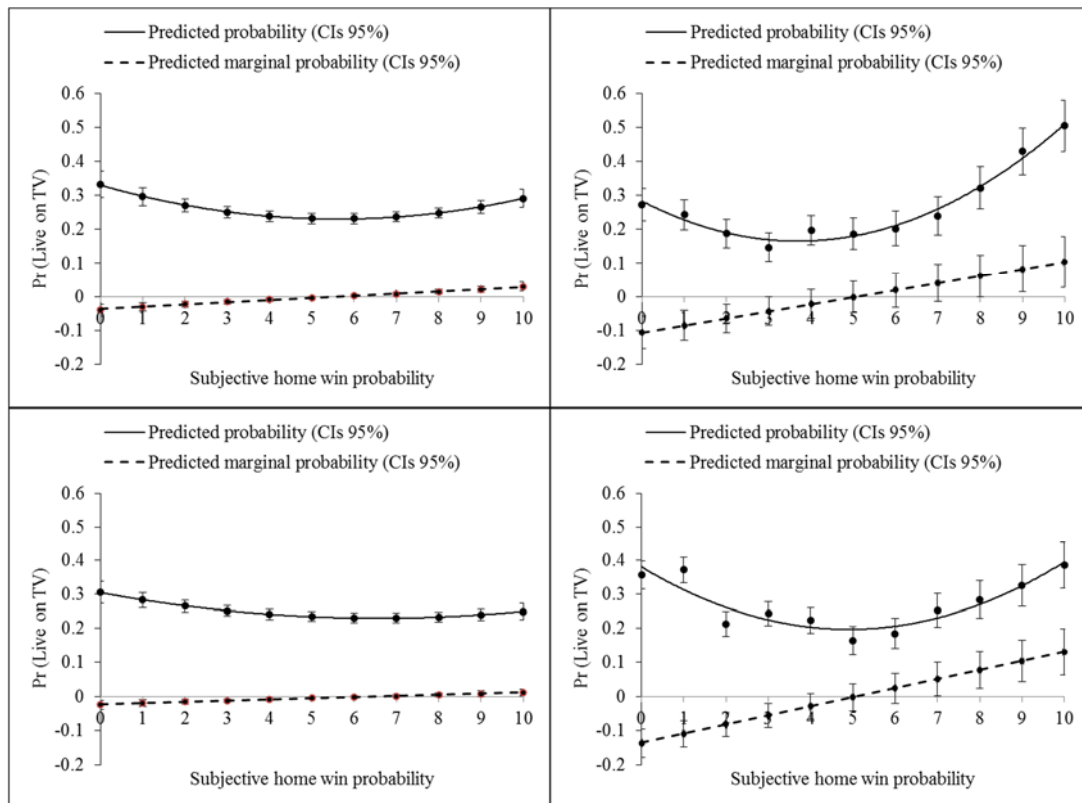 Predicted probability (CIs 95%)
Predicted marginal probability (CIs 95%)
0.6
0.5
0.4
0.3
0.2
0.1
0
-0.1
-0.2
Pr (Live on TV)
0 1 2 3 4 5 6 7 8 9 10
Subjective home win probability
Predicted probability (CIs 95%)
Predicted marginal probability (CIs 95%)
0.6
0.5
0.4
0.3
0.2
0.1
0
-0.1
-0.2
Pr (Live on TV)
0 1 2 3 4 5 6 7 8 9 10
Subjective home win probability
Predicted probability (CIs 95%)
Predicted marginal probability (CIs 95%)
0.6
0.5
0.4
0.3
0.2
0.1
0
-0.1
-0.2
Pr (Live on TV)
0 1 2 3 4 5 6 7 8 9 10
Subjective home win probability
Predicted probability (CIs 95%)
Predicted marginal probability (CIs 95%)
0.6
0.5
0.4
0.3
0.2
0.1
0
-0.1
-0.2
Pr (Live on TV)
0 1 2 3 4 5 6 7 8 9 10
Subjective home win probability